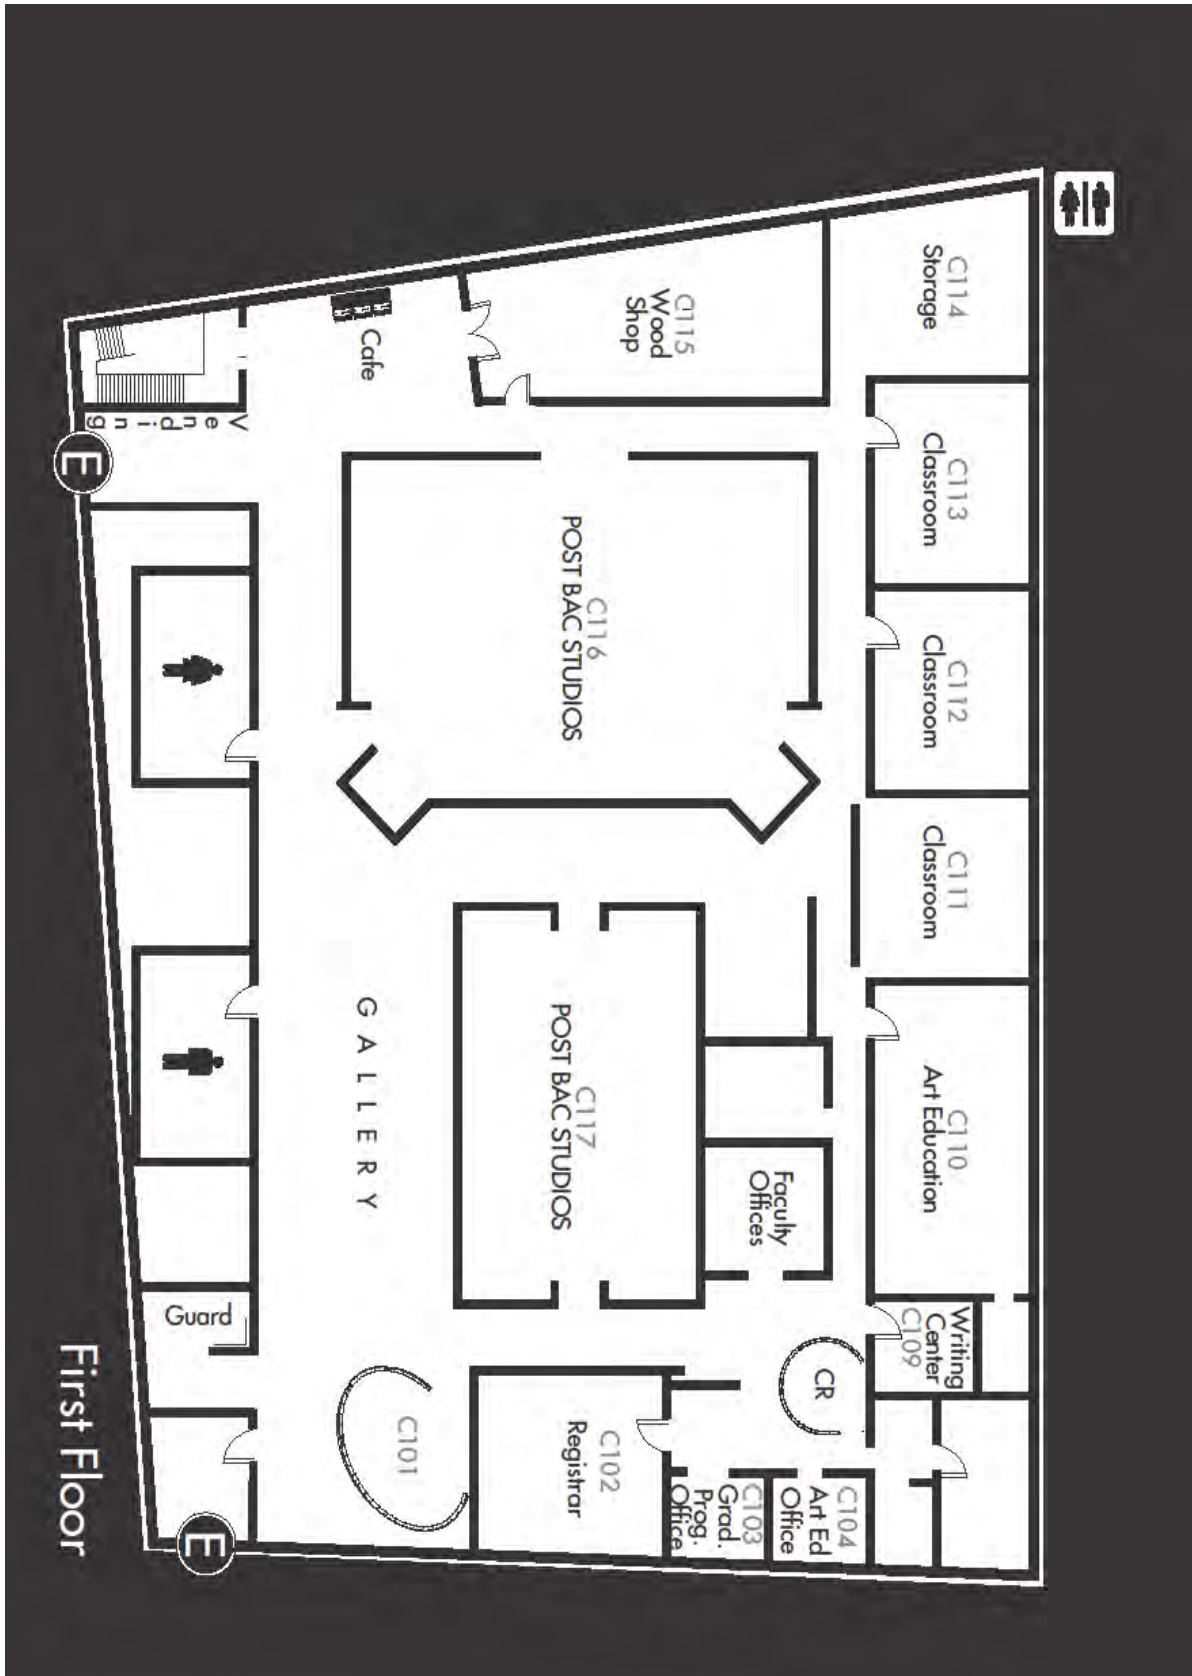 C114
Storage
C113
Classroom
C112
Classroom
C111
Classroom
C110
Art Education
Writing
Center
C109
C115
Wood
Shop
Faculty
Offices
CR
C104
Art Ed
Office
C103
Grad.
Prog.
Office
C116
POST BAC STUDIOS
C117
POST BAC STUDIOS
C102
Registrar
Cafe
GALLERY
C101
Vending
Guard
E
E
First Floor